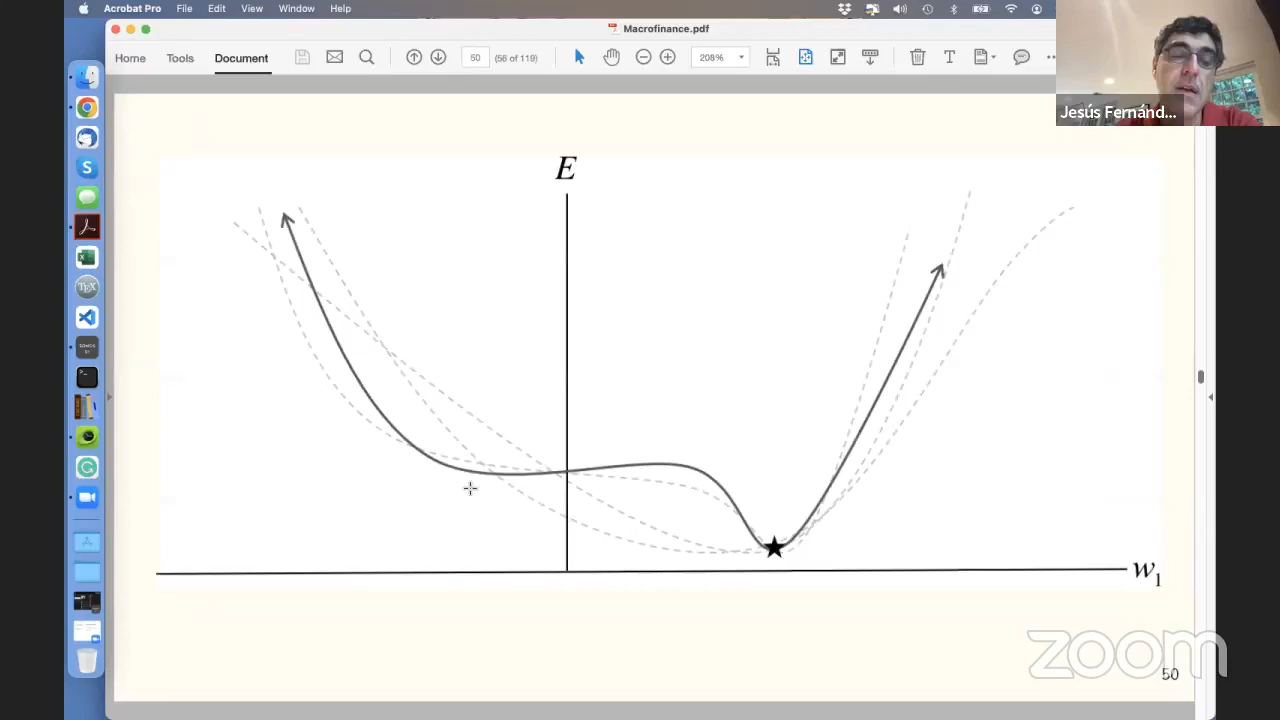 Acrobat Pro File Edit View Window Help
Macrofinance.pdf
Home Tools Document 50 (56 of 119) 208%
Jesús Fernánd...
E
w1
zoom
50